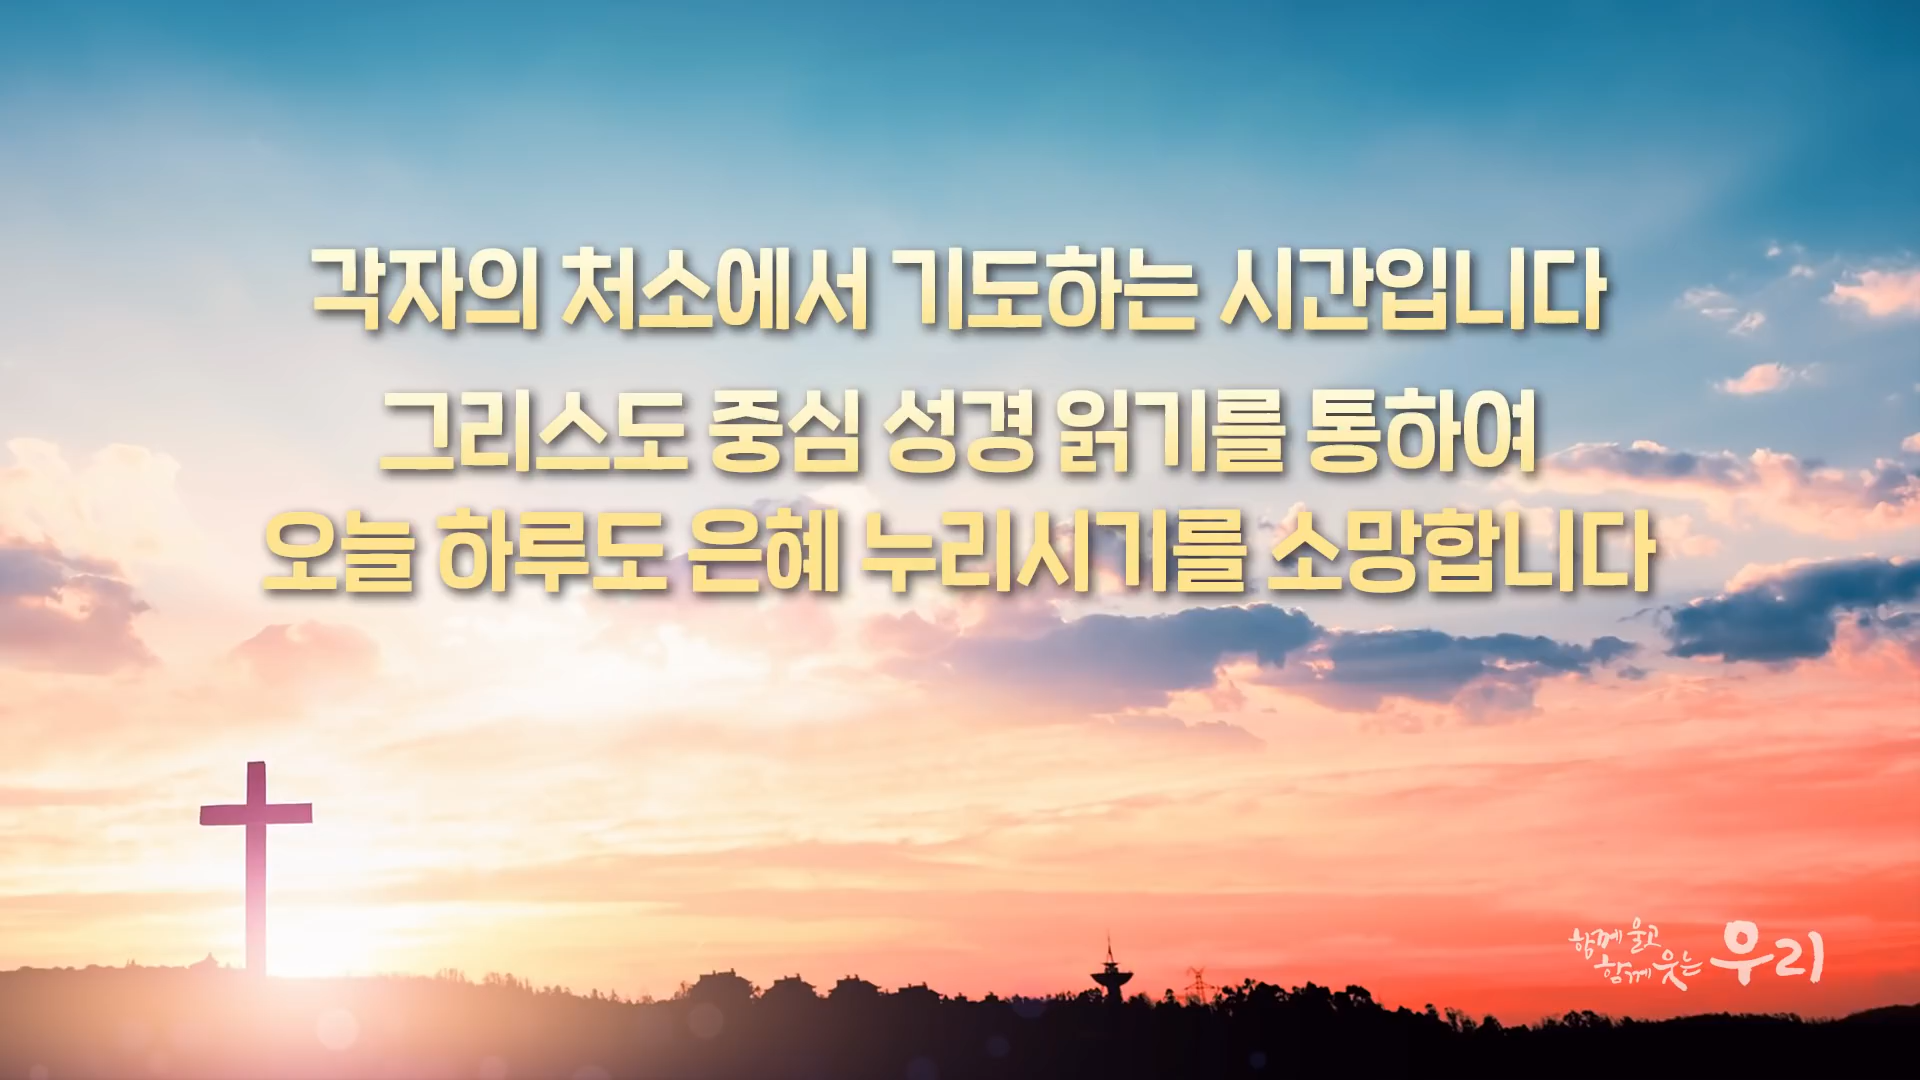 각자의 처소에서 기도하는 시간입니다
그리스도 중심 성경 읽기를 통하여
오늘 하루도 은혜 누리시기를 소망합니다
함께 울고
함께 웃는 우리